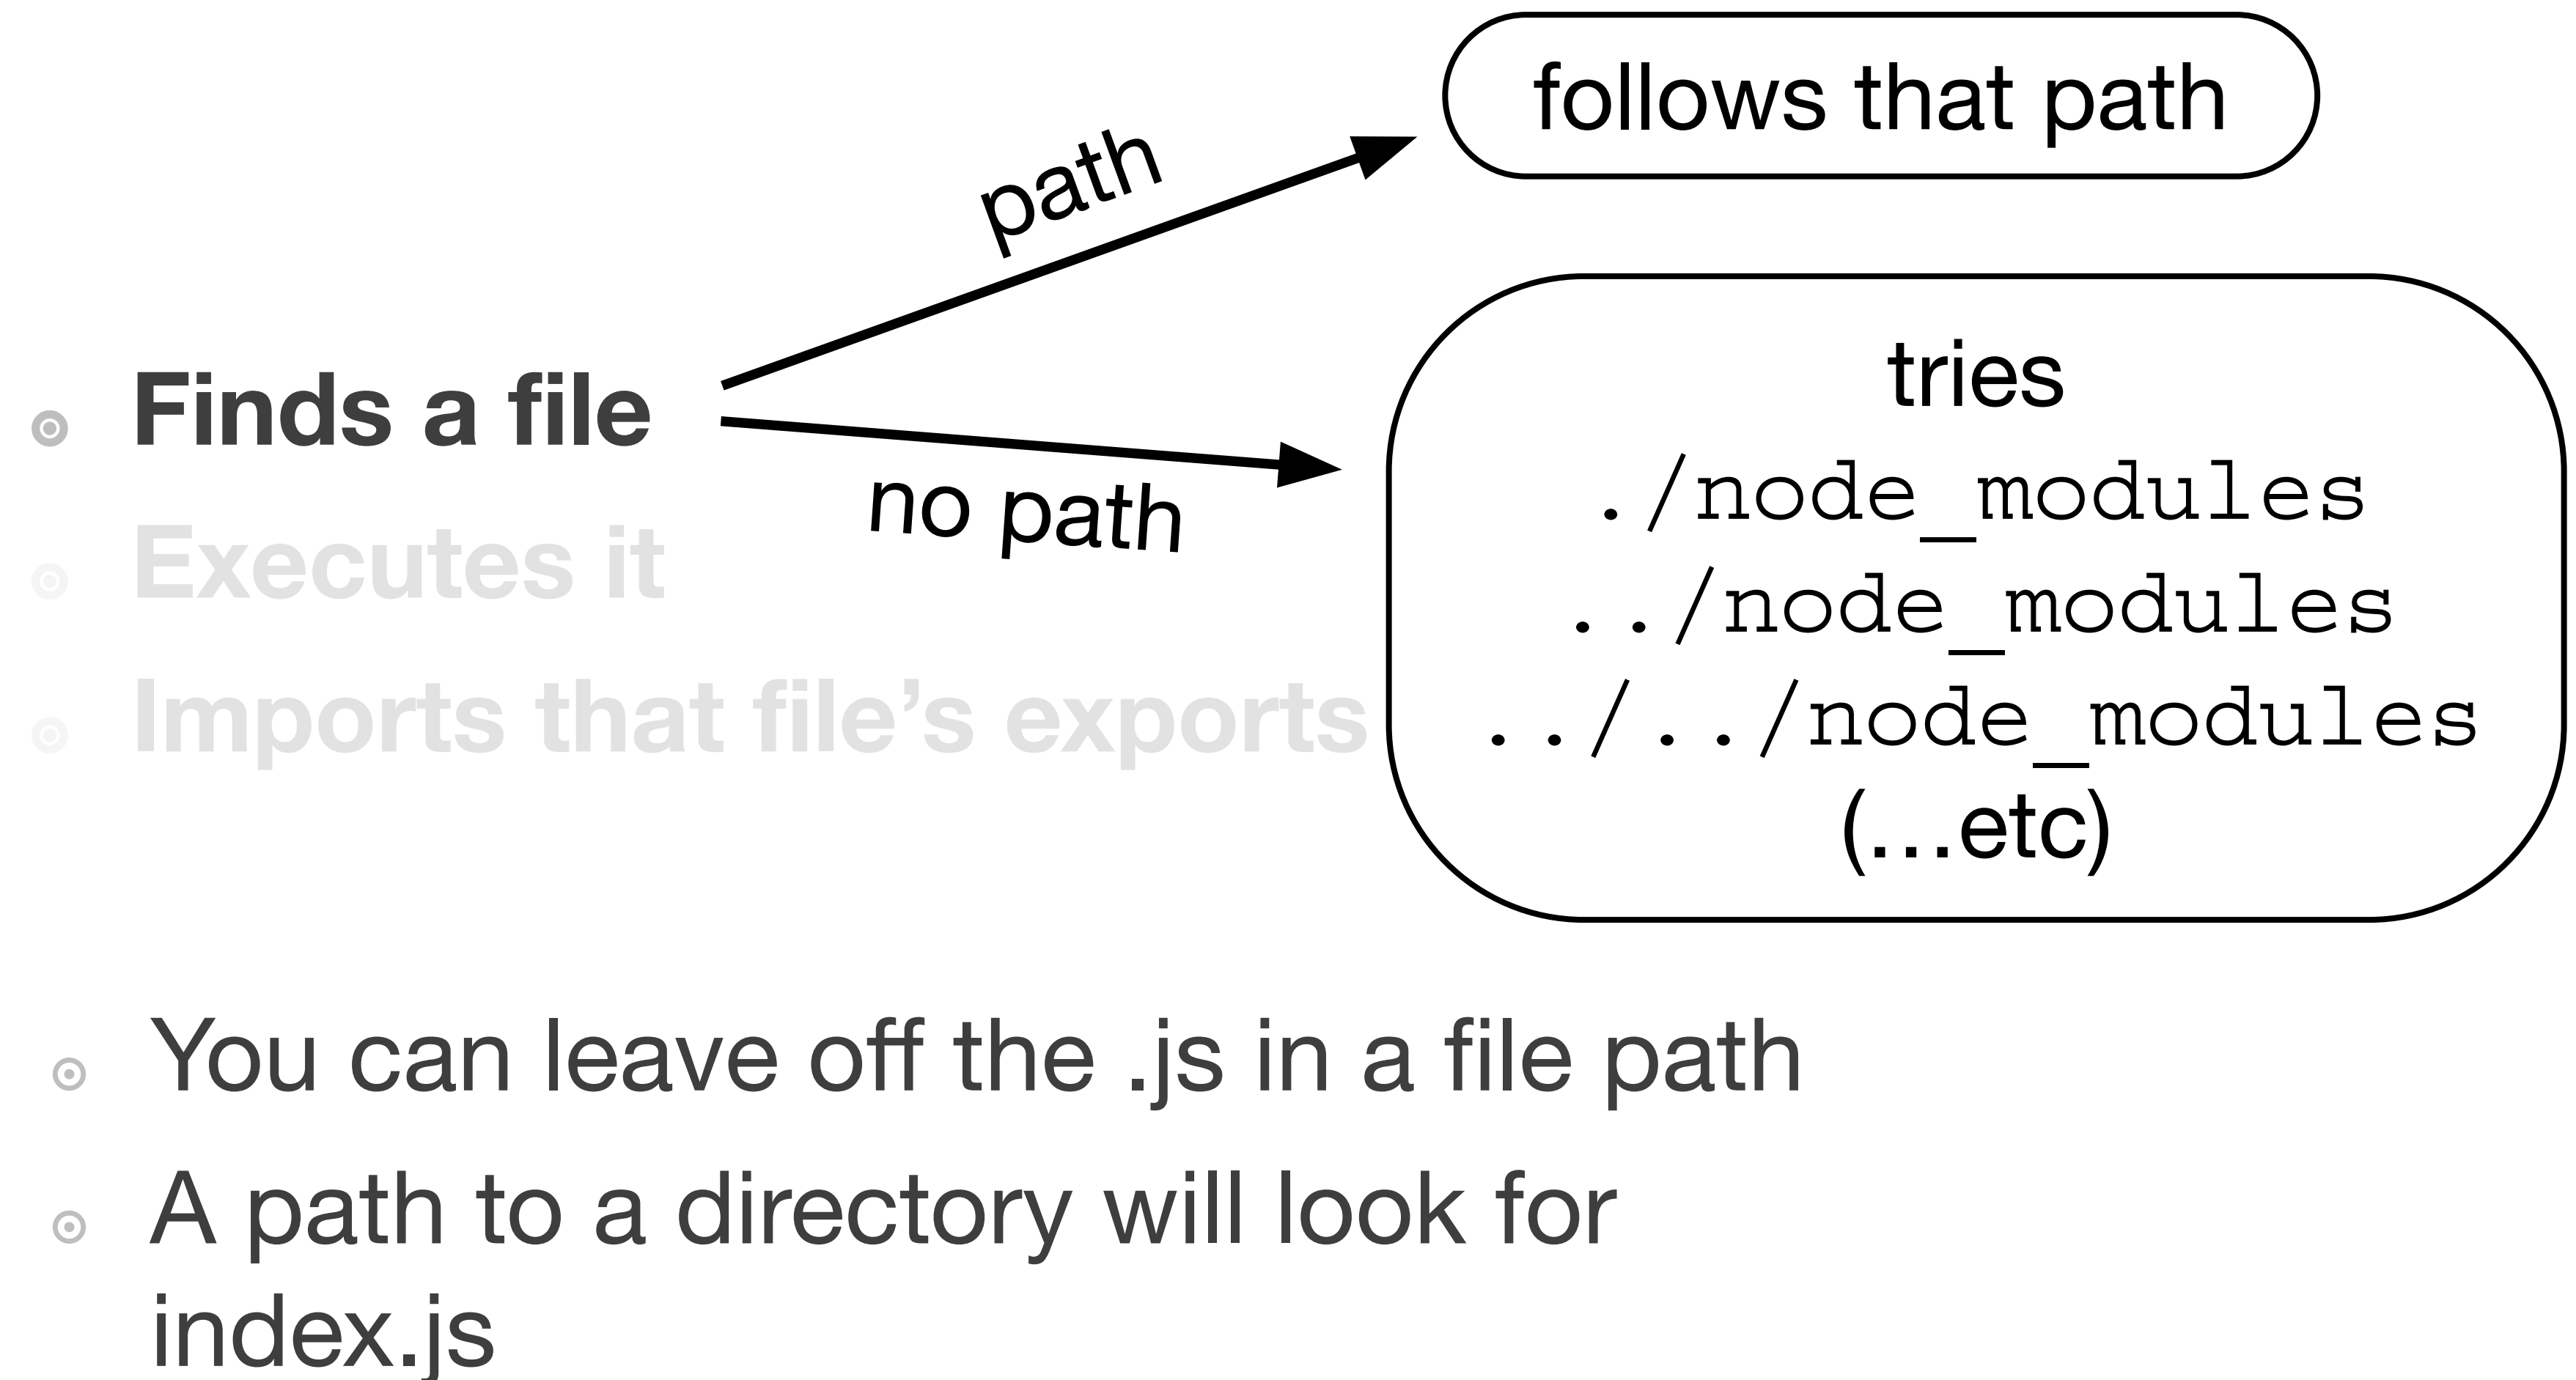 follows that path
path
Finds a file
no path
tries
./node_modules
../node_modules
../../node_modules
(...etc)
Executes it
Imports that file’s exports
You can leave off the .js in a file path
A path to a directory will look for
index.js